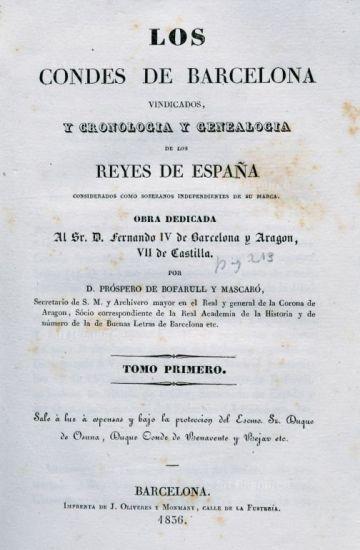 LOS
CONDES DE BARCELONA
VINDICADOS,
Y CRONOLOGIA Y GENEALOGIA
DE LOS
REYES DE ESPAÑA
CONSIDERADOS COMO SOBERANOS INDEPENDIENTES DE SU MARCA.
OBRA DEDICADA
Al Sr. D. Fernando IV de Barcelona y Aragon,
VII de Castilla.
pag 213
POR
D. PRÓSPERO DE BOFARULL Y MASCARÓ,
Secretario de S. M. y Archivero mayor en el Real y general de la Corona de
Aragon, Sócio correspondiente de la Real Academia de la Historia y de
número de la de Buenas Letras de Barcelona etc.
TOMO PRIMERO.
Sale à luz à espensas y bajo la proteccion del Escmo. Sr. Duque
de Osuna, Duque Conde de Benavente y Bejar etc.
BARCELONA.
IMPRENTA DE J. OLIVERES Y MONMANY, CALLE DE LA FUSTERÍA.
1836.